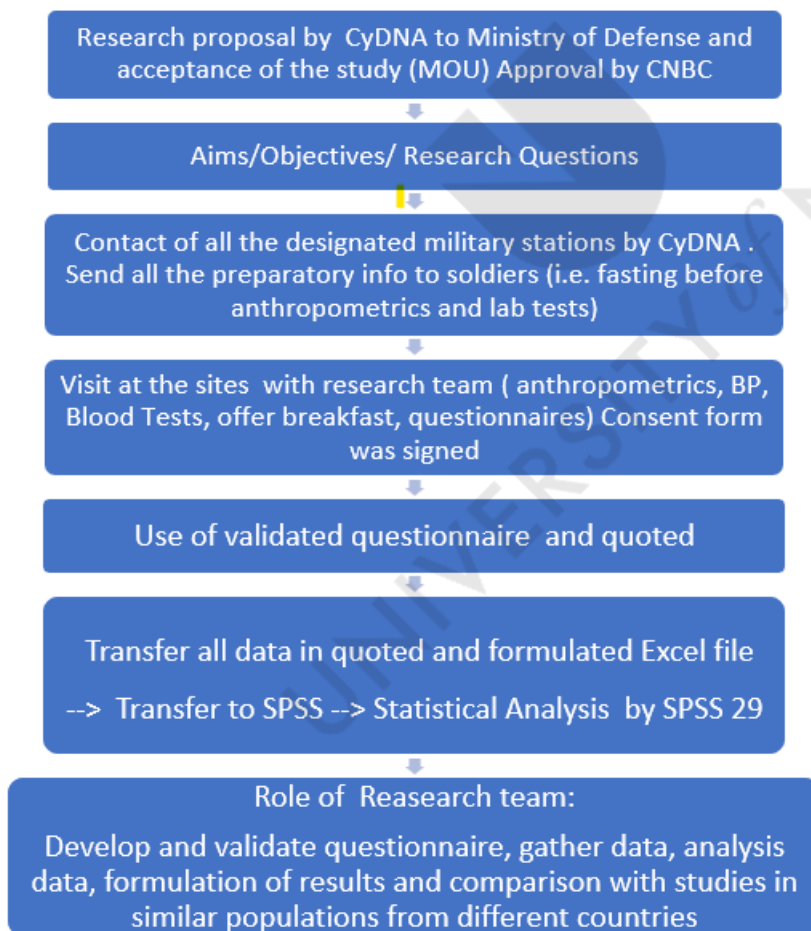 Research proposal by CyDNA to Ministry of Defense and
acceptance of the study (MOU) Approval by CNBC
Aims/Objectives/ Research Questions
Contact of all the designated military stations by CyDNA .
Send all the preparatory info to soldiers (i.e. fasting before
anthropometrics and lab tests)
Visit at the sites with research team ( anthropometrics, BP,
Blood Tests, offer breakfast, questionnaires) Consent form
was signed
Use of validated questionnaire and quoted
Transfer all data in quoted and formulated Excel file
--> Transfer to SPSS --> Statistical Analysis by SPSS 29
Role of Reasearch team:
Develop and validate questionnaire, gather data, analysis
data, formulation of results and comparison with studies in
similar populations from different countries
UNIVERSITY of